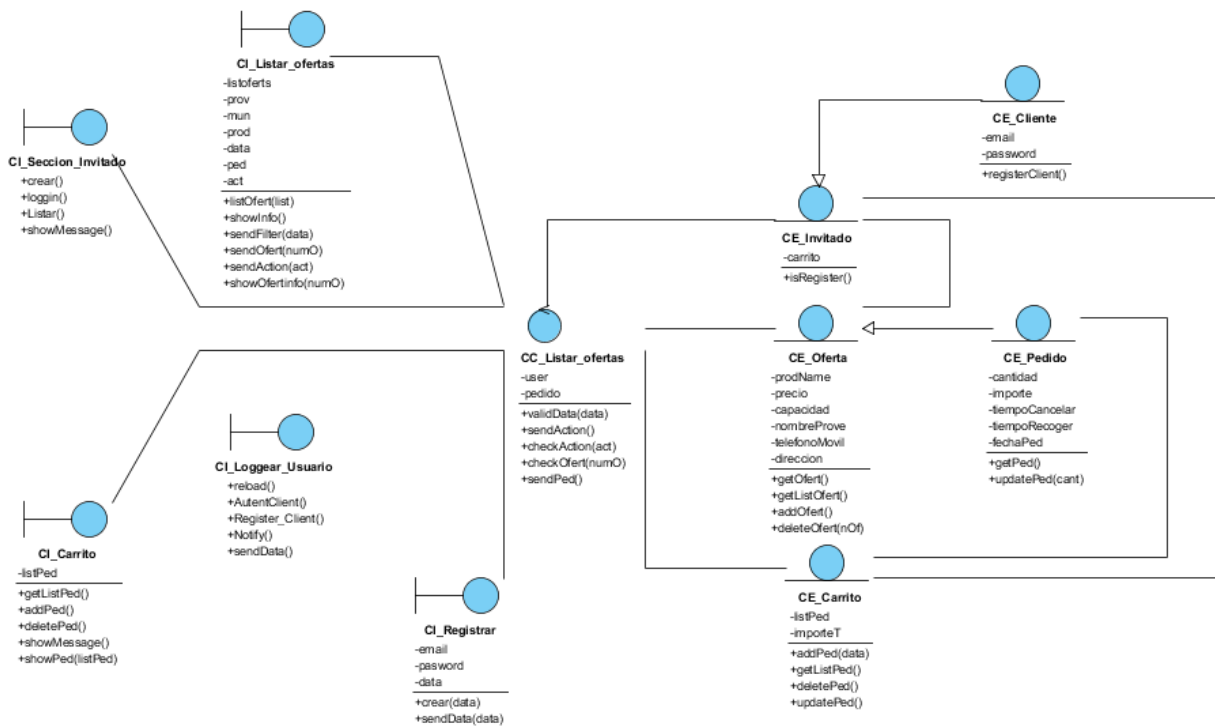 CI_Listar_ofertas
-listoferts
-prov
-mun
-prod
-data
-ped
-act
+listOfert(list)
+showInfo()
+sendFilter(data)
+sendOfert(numO)
+sendAction(act)
+showOfertinfo(numO)
CI_Seccion_Invitado
+crear()
+loggin()
+Listar()
+showMessage()
CE_Cliente
-email
-password
+registerClient()
CE_Invitado
-carrito
+isRegister()
CC_Listar_ofertas
-user
-pedido
+validData(data)
+sendAction()
+checkAction(act)
+checkOfert(numO)
+sendPed()
CE_Oferta
-prodName
-precio
-capacidad
-nombreProve
-telefonoMovil
-direccion
+getOfert()
+getListOfert()
+addOfert()
+deleteOfert(nOf)
CE_Pedido
-cantidad
-importe
-tiempoCancelar
-tiempoRecoger
-fechaPed
+getPed()
+updatePed(cant)
CI_Loggear_Usuario
+reload()
+AutentClient()
+Register_Client()
+Notify()
+sendData()
CI_Carrito
-listPed
+getListPed()
+addPed()
+deletePed()
+showMessage()
+showPed(listPed)
CI_Registrar
-email
-pasword
-data
+crear(data)
+sendData(data)
CE_Carrito
-listPed
-importeT
+addPed(data)
+getListPed()
+deletePed()
+updatePed()